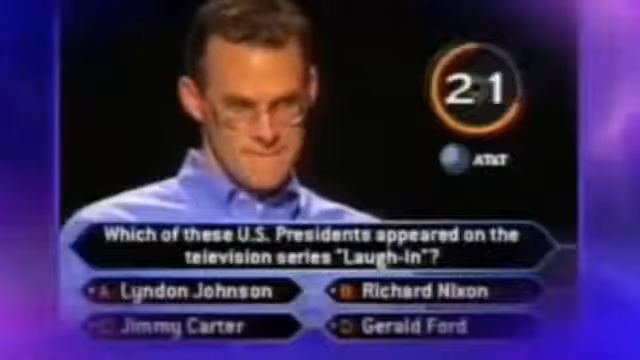 21
AT&T
Which of these U.S. Presidents appeared on the
television series "Laugh-In"?
A: Lyndon Johnson
B: Richard Nixon
C: Jimmy Carter
D: Gerald Ford